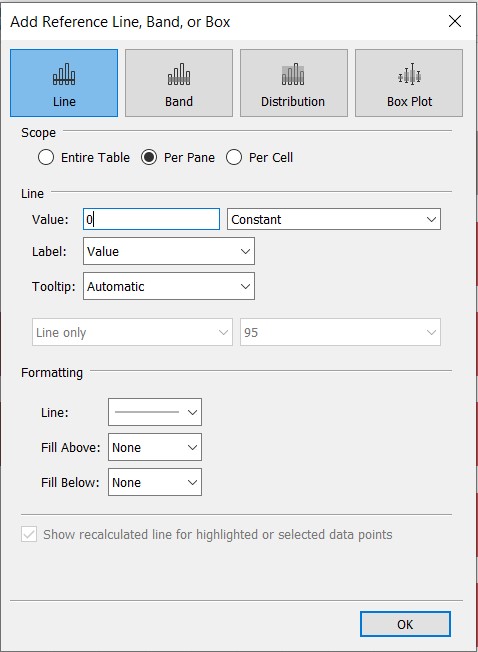 Add Reference Line, Band, or Box
Line
Band
Distribution
Box Plot
Scope
Entire Table
Per Pane
Per Cell
Line
Value:
0
Constant
Label:
Value
Tooltip:
Automatic
Line only
95
Formatting
Line:
Fill Above:
None
Fill Below:
None
Show recalculated line for highlighted or selected data points
OK